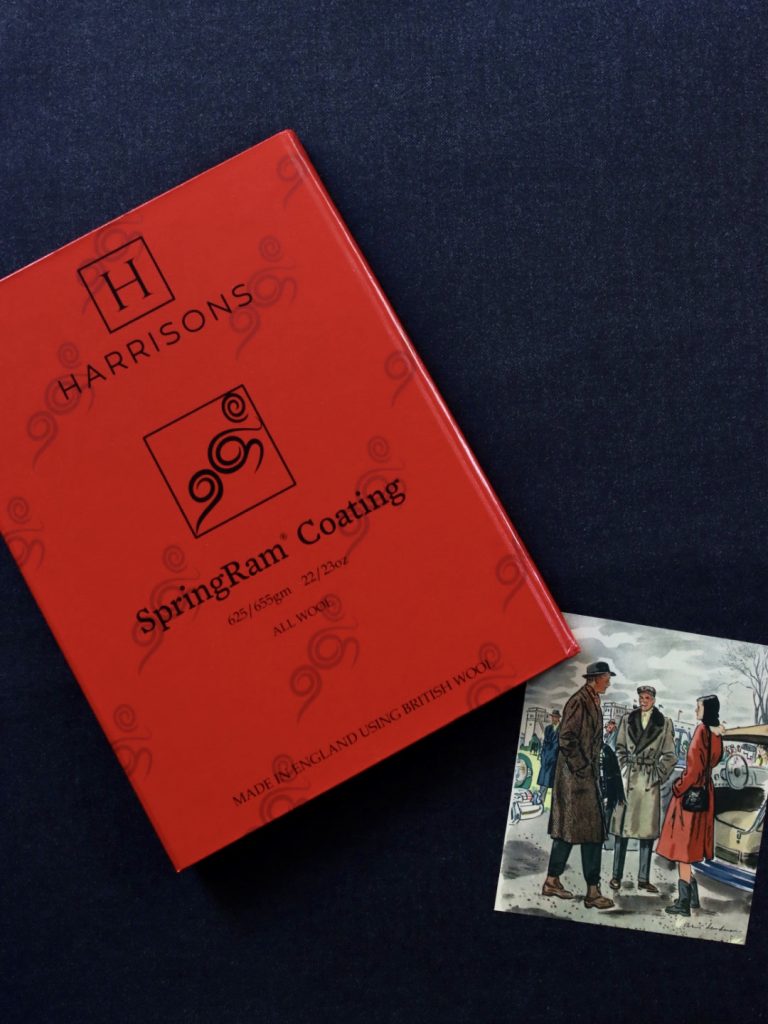 H
HARRISONS
SpringRam® Coating
625/655gm 22/23oz
ALL WOOL
MADE IN ENGLAND USING BRITISH WOOL